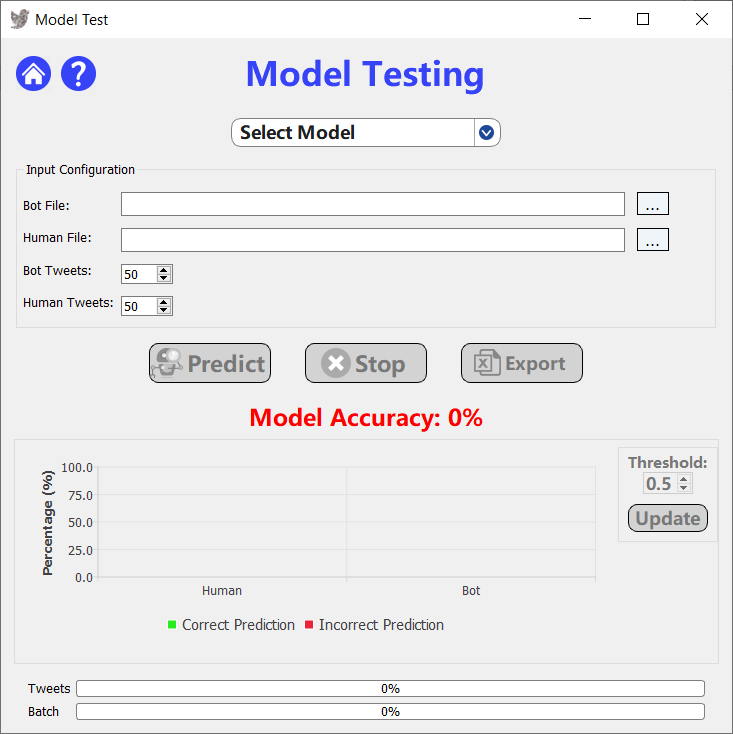 Model Test
?
Model Testing
Select Model
Input Configuration
Bot File:
...
Human File:
...
Bot Tweets: 50
Human Tweets: 50
Predict Stop Export
Model Accuracy: 0%
Threshold:
0.5
Update
Percentage (%)
100.0
75.0
50.0
25.0
0.0
Human Bot
Correct Prediction Incorrect Prediction
Tweets 0%
Batch 0%